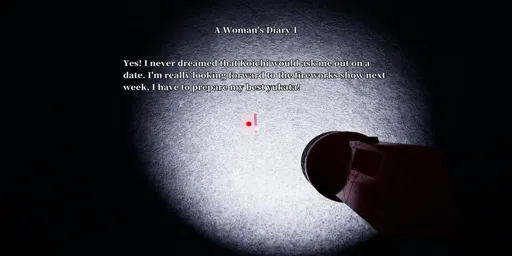 A Woman's Diary 1
Yes! I never dreamed that Koichi would ask me out on a
date. I'm really looking forward to the fireworks show next
week, I have to prepare my best yukata!